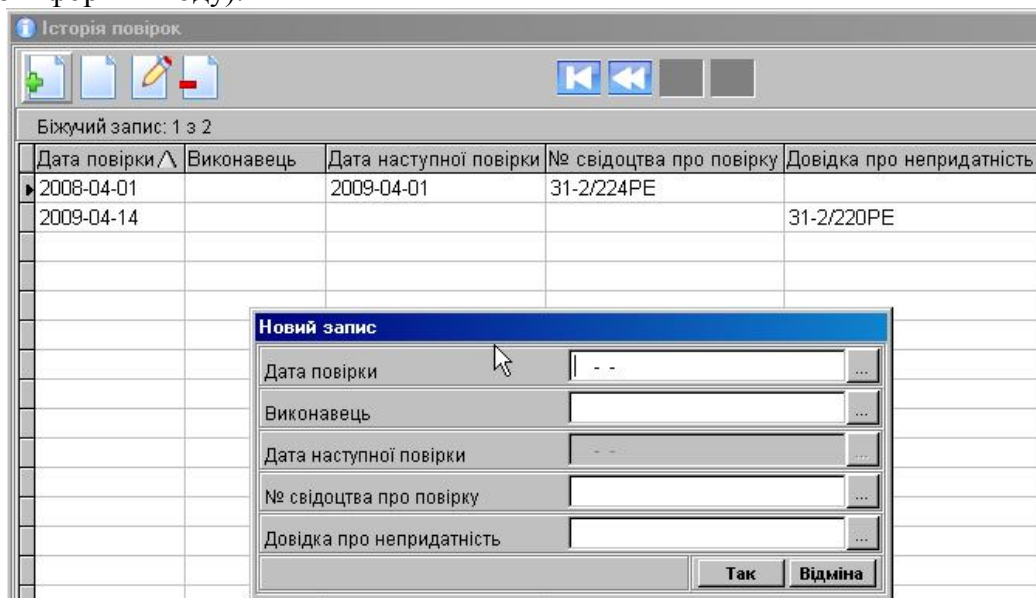 Історія повірок
Біжучий запис: 1 з 2
Дата повірки Виконавець Дата наступної повірки № свідоцтва про повірку Довідка про непридатність
2008-04-01 2009-04-01 31-2/224РЕ
2009-04-14 31-2/220РЕ
Новий запис
Дата повірки - -
Виконавець ...
Дата наступної повірки - - ...
№ свідоцтва про повірку ...
Довідка про непридатність ...
Так Відміна